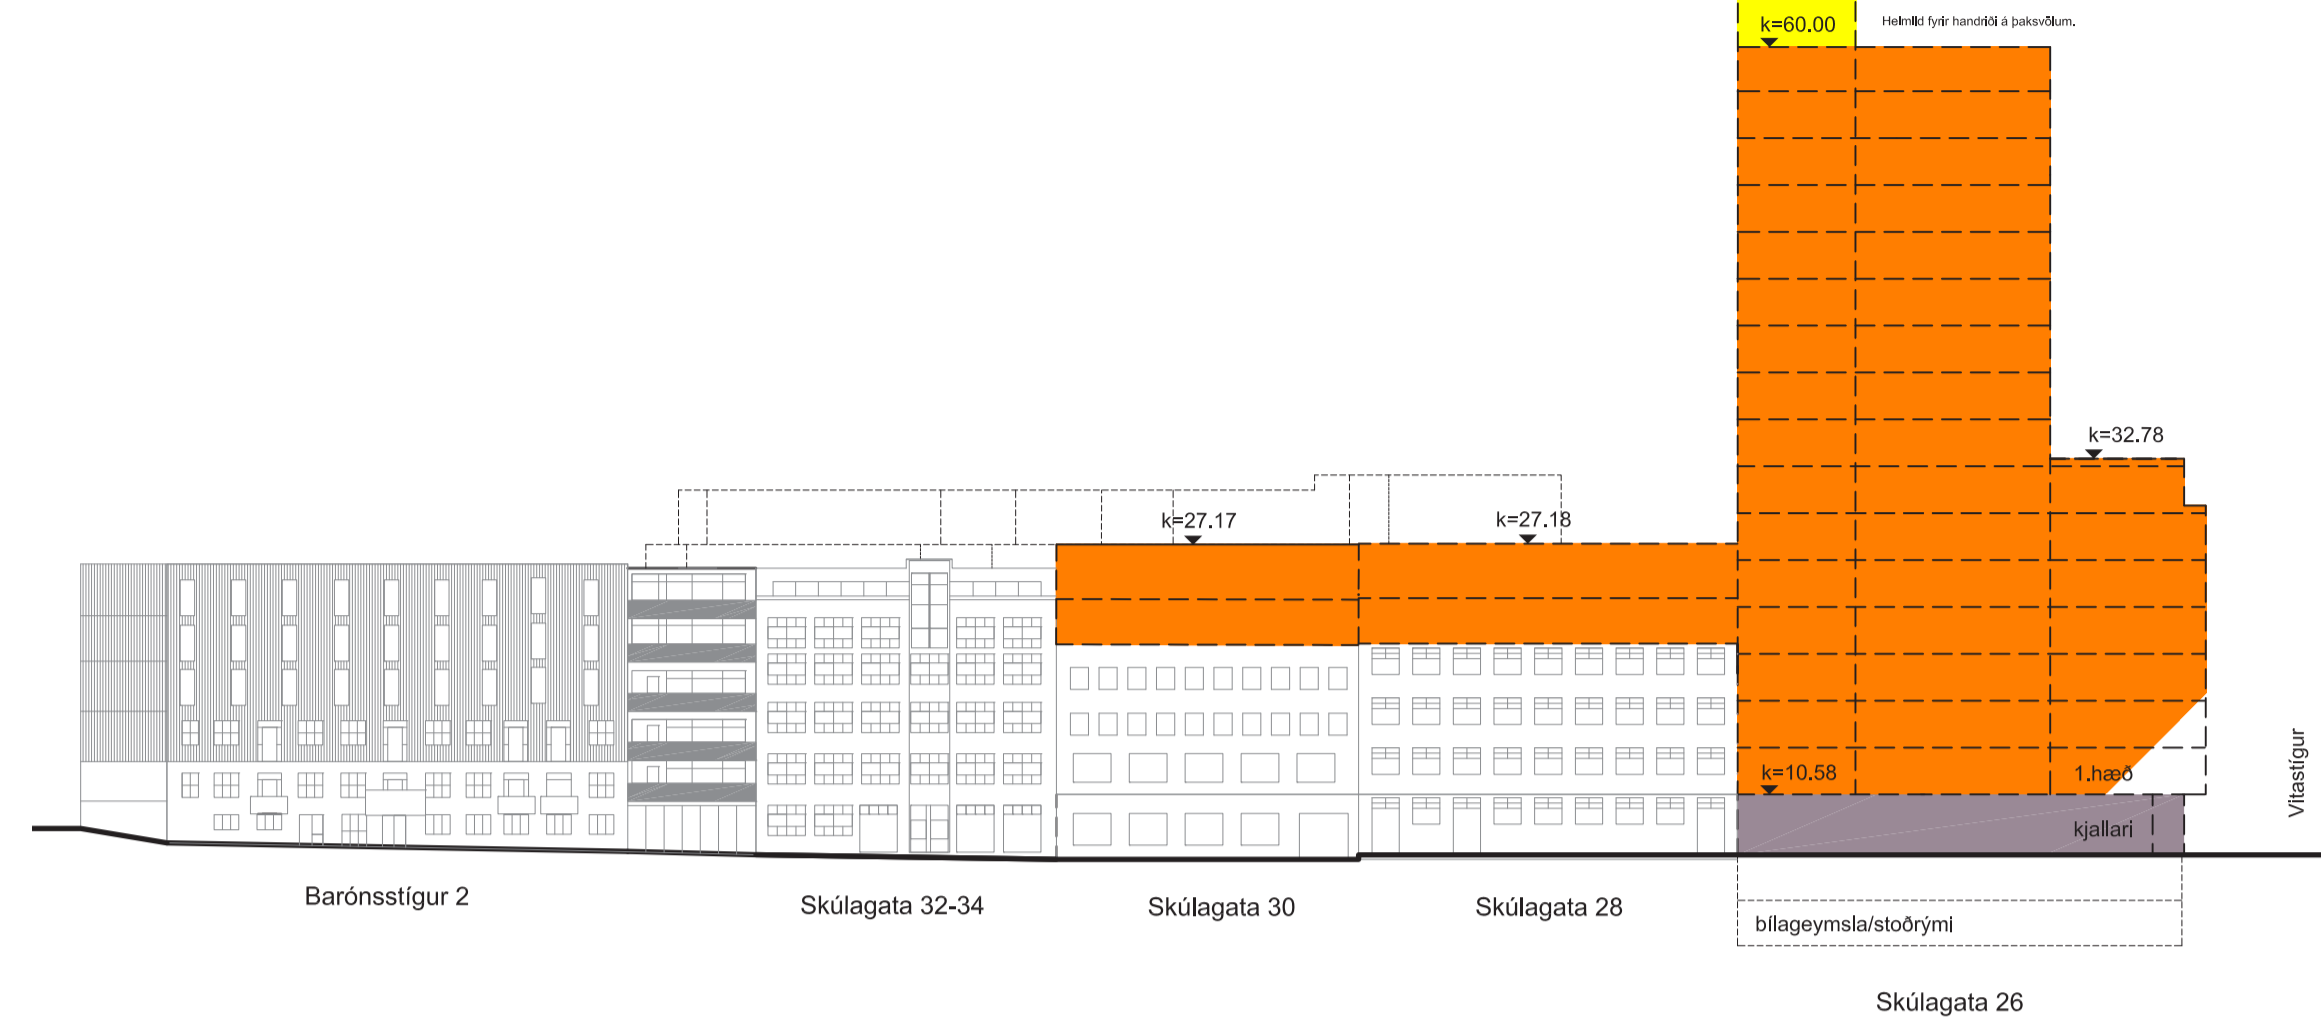 k=60.00
Heimild fyrir handriði á þaksvölum.
k=32.78
k=27.17
k=27.18
k=10.58
1.hæð
kjallari
Vitastígur
Barónsstígur 2
Skúlagata 32-34
Skúlagata 30
Skúlagata 28
bílageymsla/stoðrými
Skúlagata 26